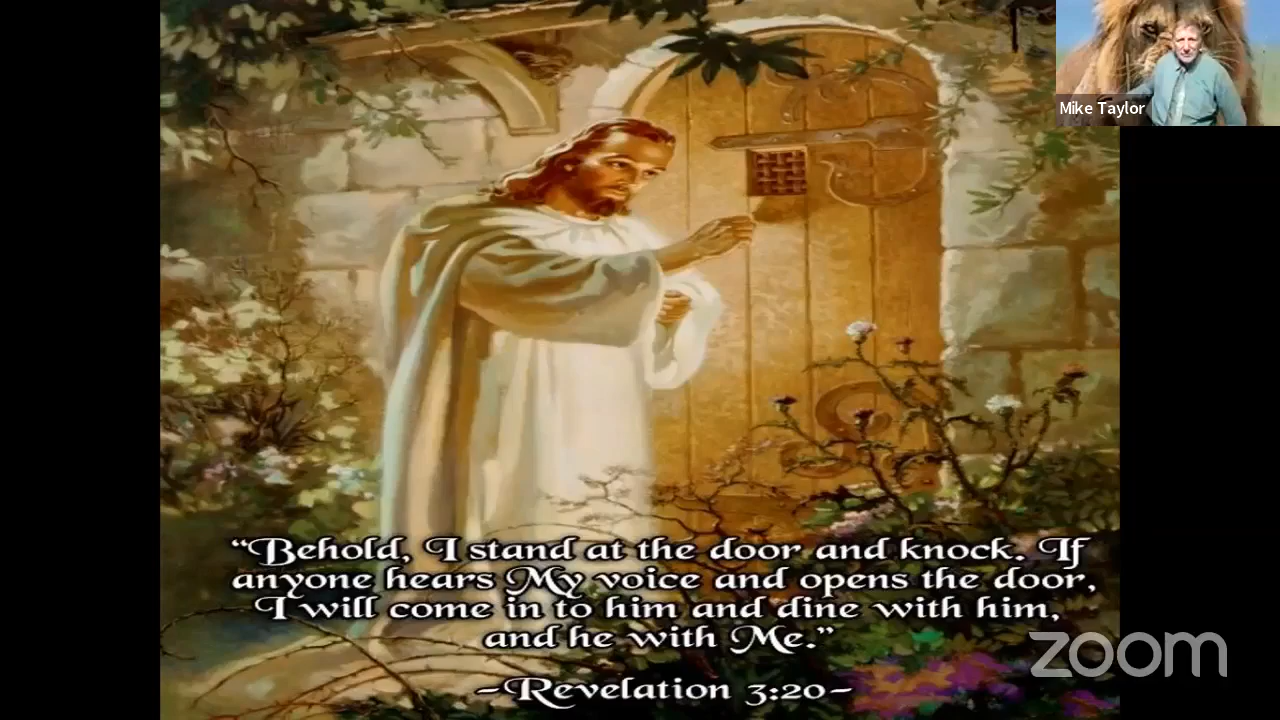 Mike Taylor
“Behold, I stand at the door and knock. If
anyone hears My voice and opens the door,
I will come in to him and dine with him,
and he with Me.”
-Revelation 3:20-
zoom